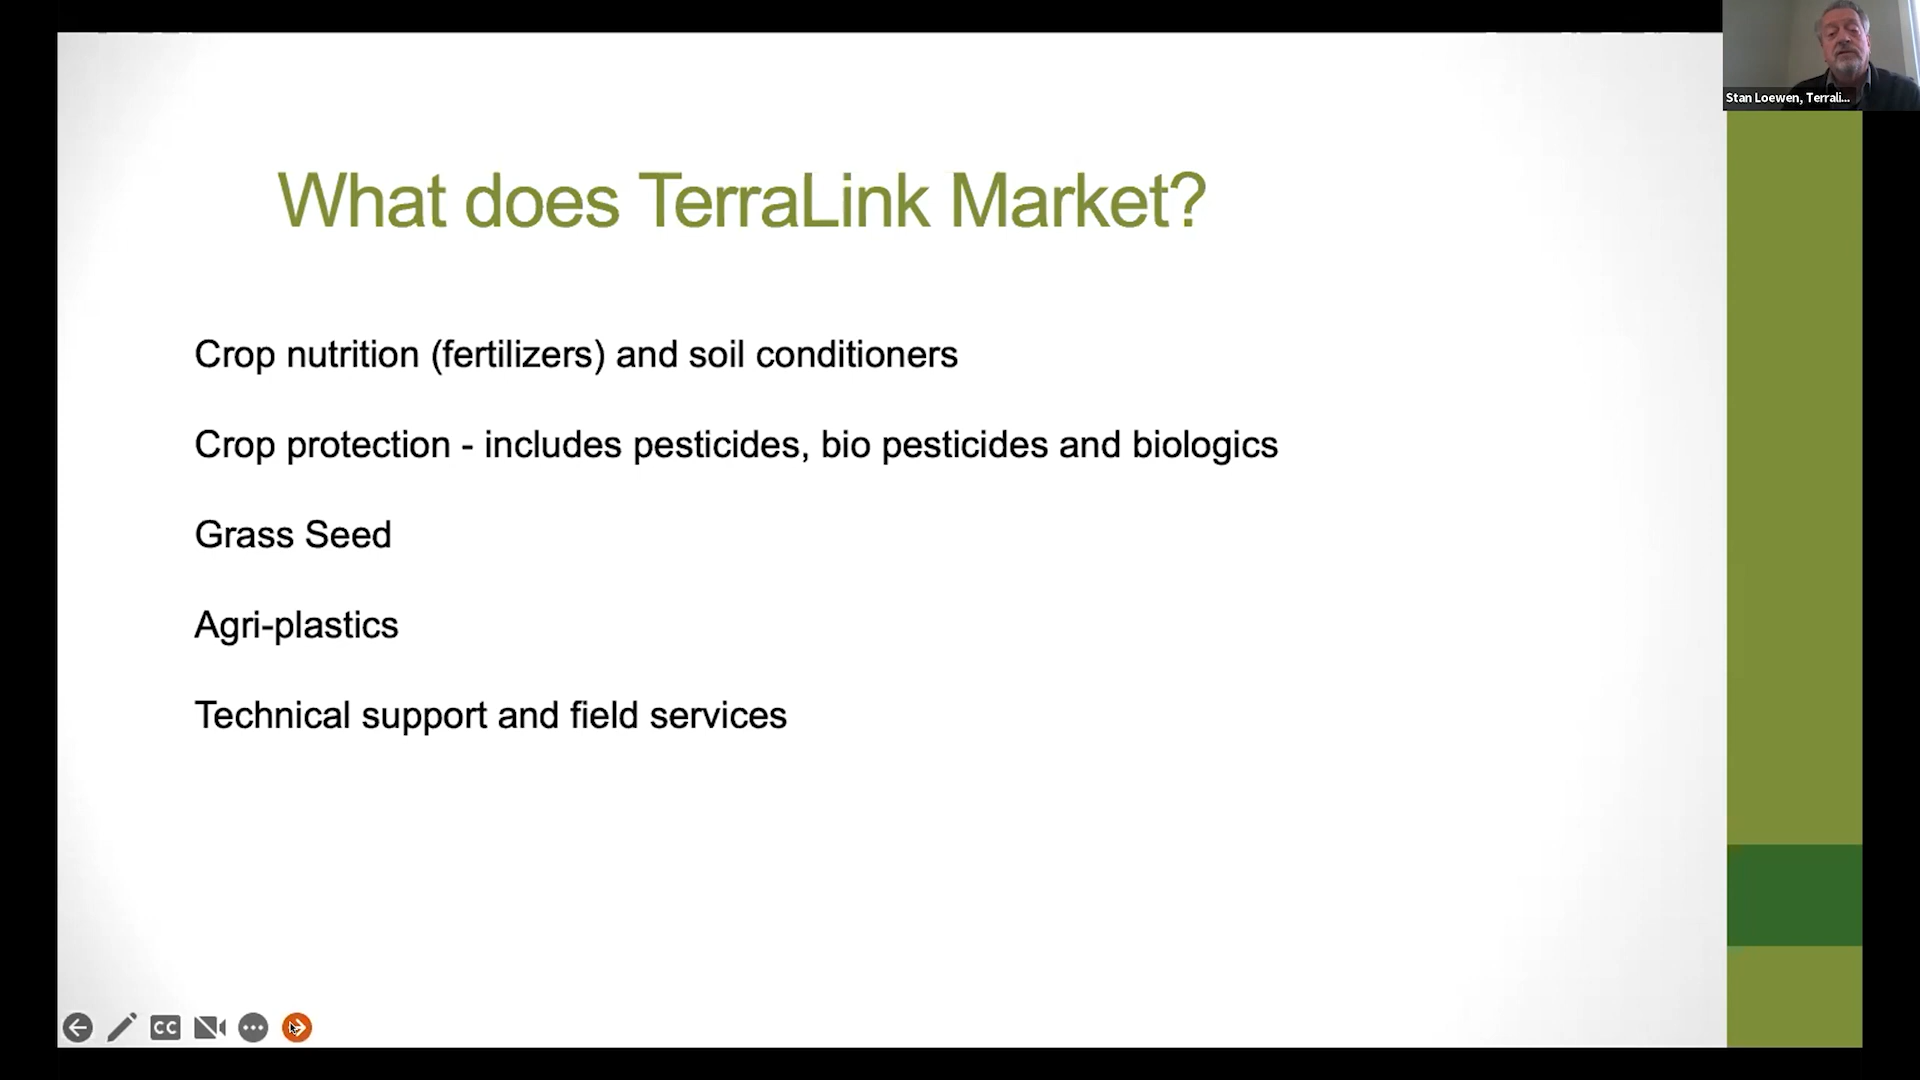 Stan Loewen, Terrali...
What does TerraLink Market?
Crop nutrition (fertilizers) and soil conditioners
Crop protection - includes pesticides, bio pesticides and biologics
Grass Seed
Agri-plastics
Technical support and field services
CC